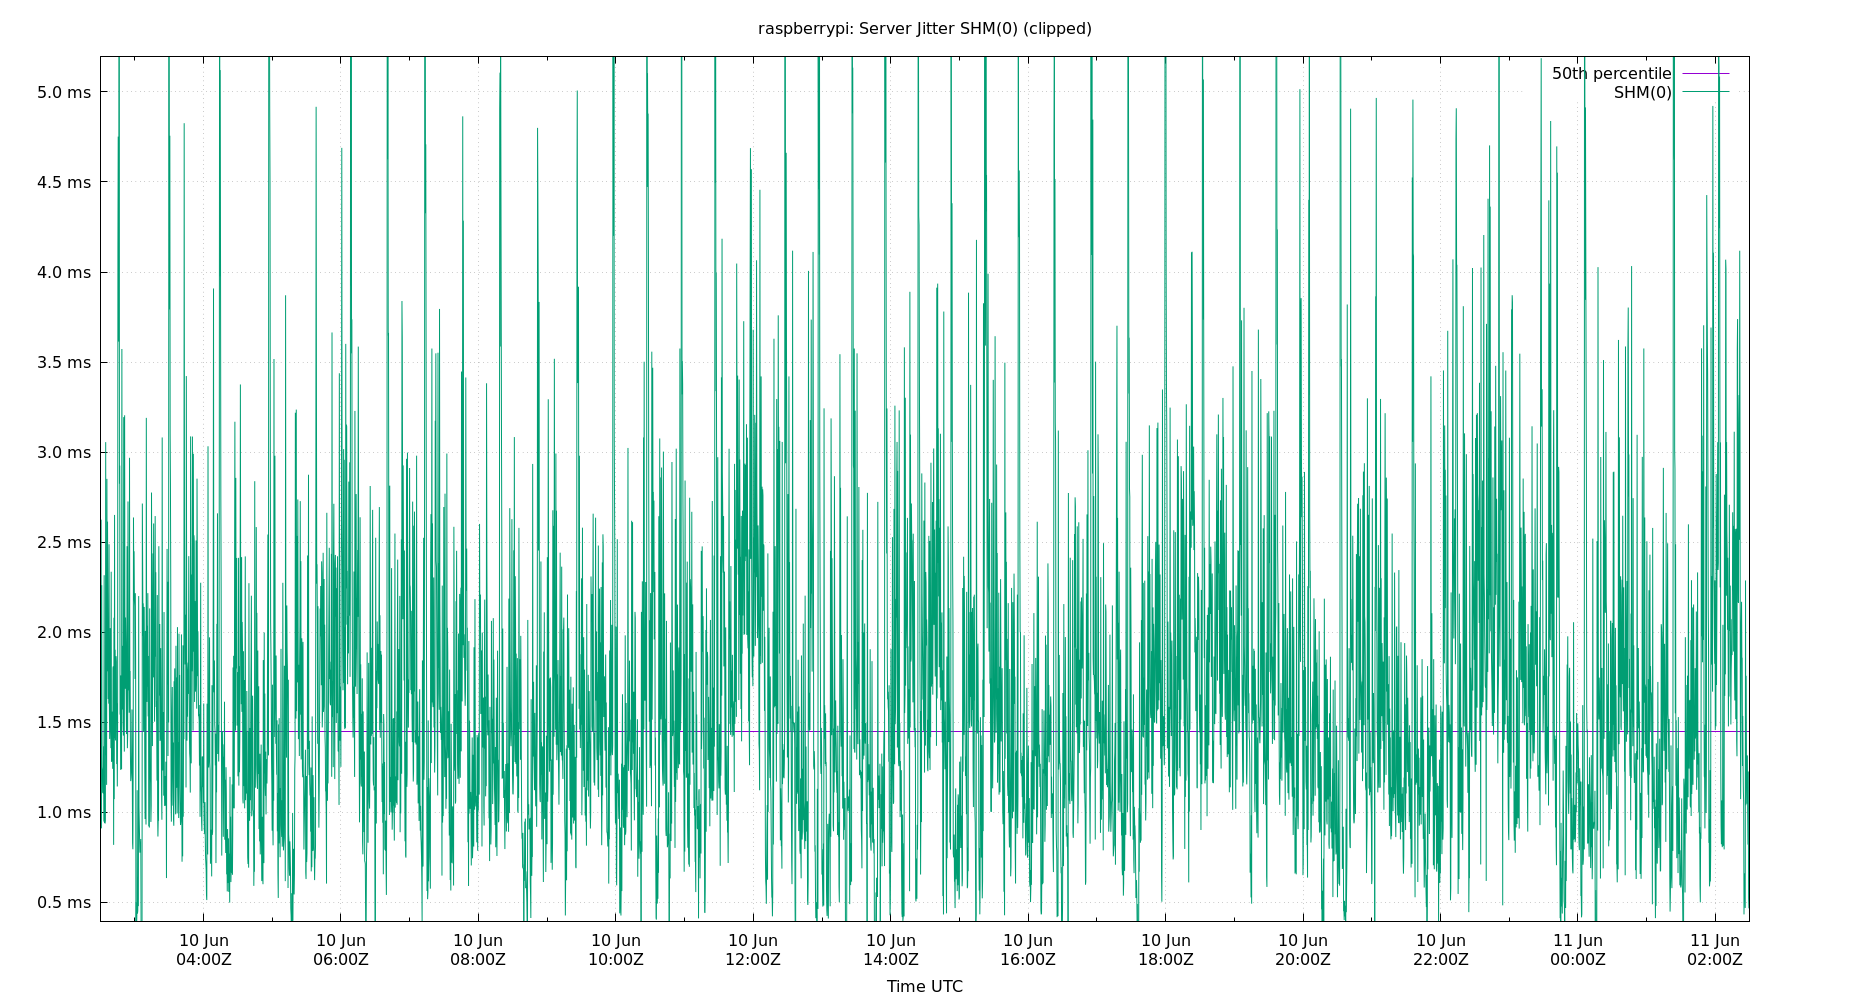 raspberrypi: Server Jitter SHM(0) (clipped)
50th percentile
SHM(0)
5.0 ms
4.5 ms
4.0 ms
3.5 ms
3.0 ms
2.5 ms
2.0 ms
1.5 ms
1.0 ms
0.5 ms
10 Jun 10 Jun 10 Jun 10 Jun 10 Jun 10 Jun 10 Jun 10 Jun 10 Jun 10 Jun 11 Jun 11 Jun
04:00Z 06:00Z 08:00Z 10:00Z 12:00Z 14:00Z 16:00Z 18:00Z 20:00Z 22:00Z 00:00Z 02:00Z
Time UTC